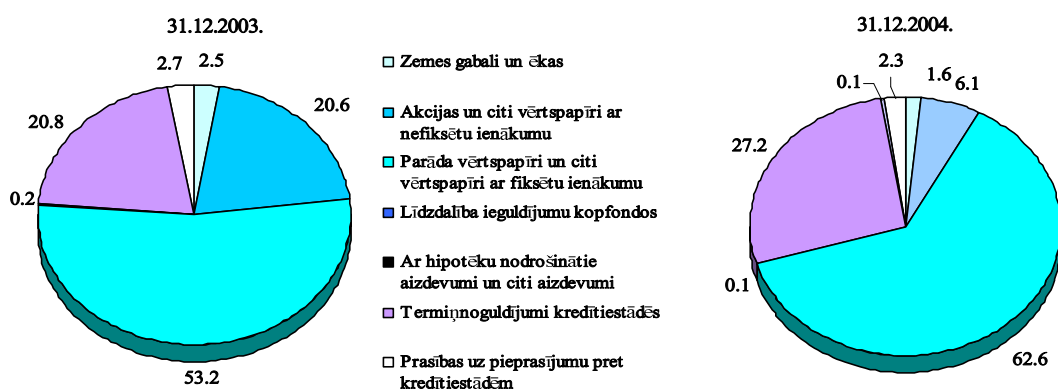 31.12.2003.
2.7
2.5
20.6
20.8
0.2
53.2
Zemes gabali un ēkas
Akcijas un citi vērtspapīri ar
nefiksētu ienākumu
Parāda vērtspapīri un citi
vērtspapīri ar fiksētu ienākumu
Līdzdalība ieguldījumu kopfondos
Ar hipotēku nodrošinātie
aizdevumi un citi aizdevumi
Termiņnoguldījumi kredītiestādēs
Prasības uz pieprasījumu pret
kredītiestādēm
31.12.2004.
2.3
0.1
1.6
6.1
27.2
0.1
62.6